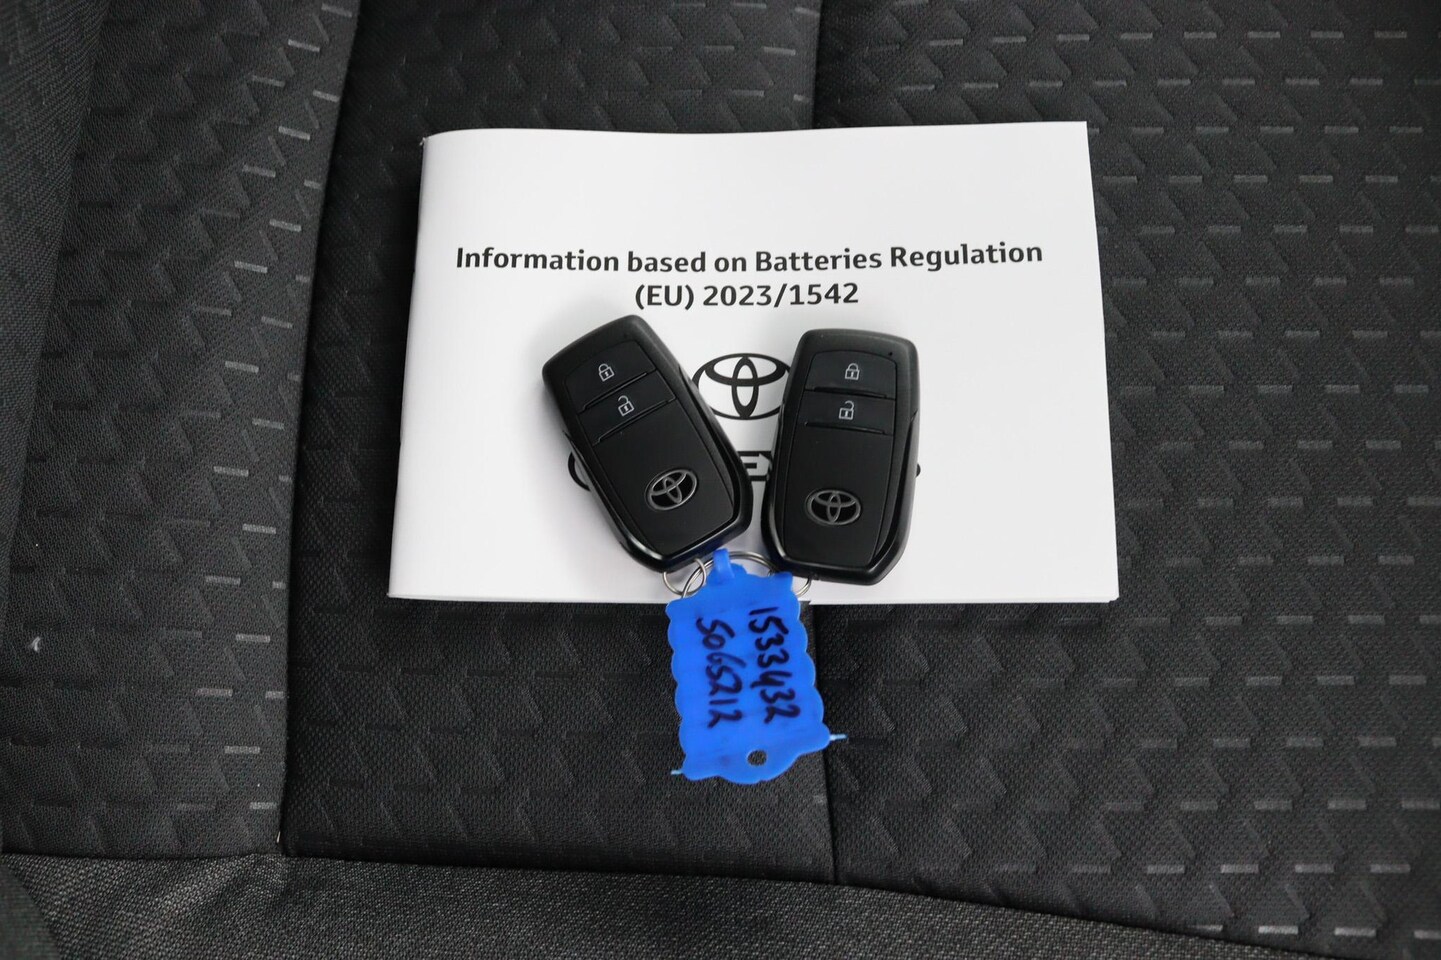 Information based on Batteries Regulation
(EU) 2023/1542
1533432
5065212